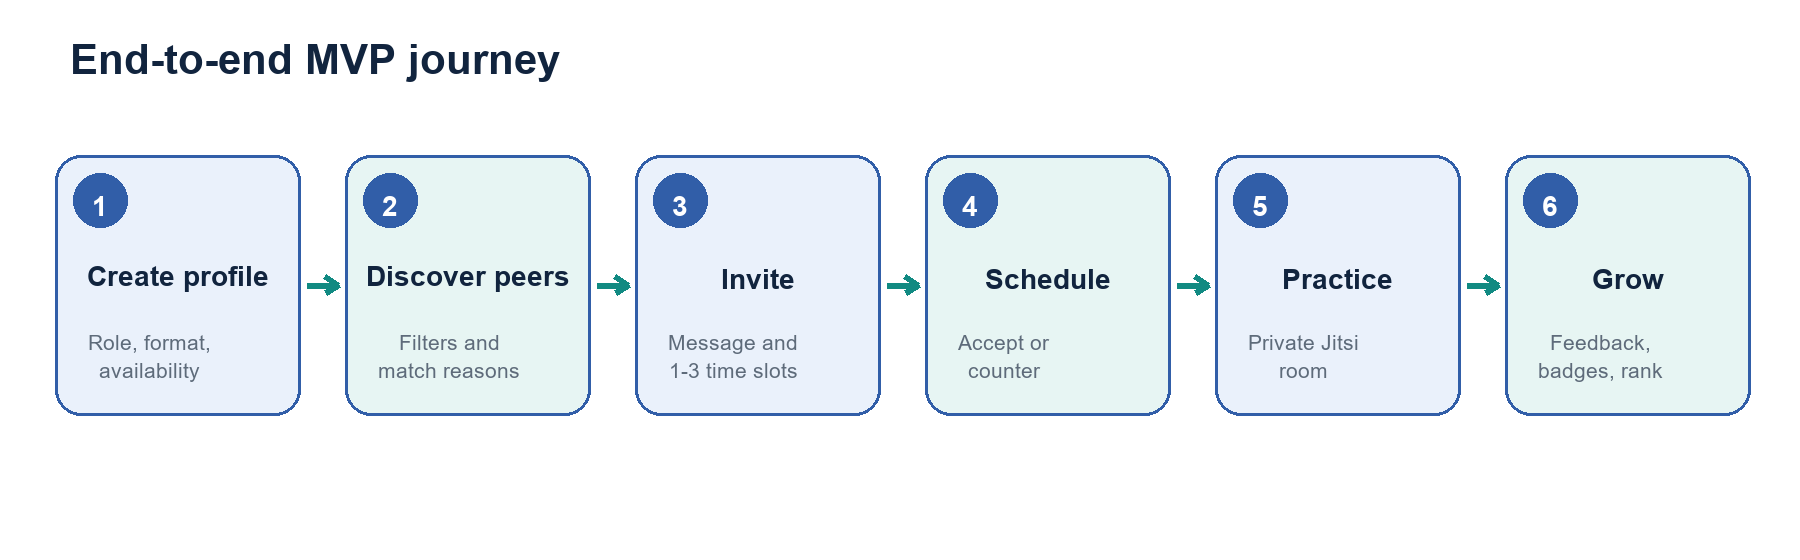 End-to-end MVP journey
1
Create profile
Role, format,
availability
2
Discover peers
Filters and
match reasons
3
Invite
Message and
1-3 time slots
4
Schedule
Accept or
counter
5
Practice
Private Jitsi
room
6
Grow
Feedback,
badges, rank